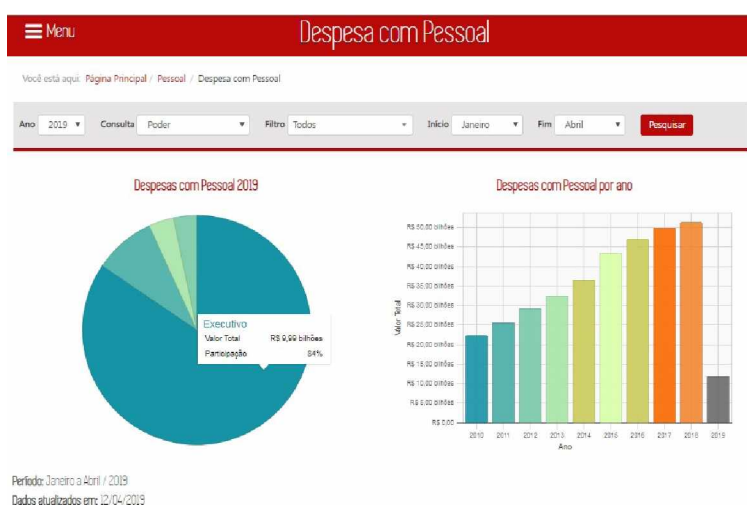 Menu
Despesa com Pessoal
Você está aqui: Página Principal / Pessoal / Despesa com Pessoal
Ano 2019 Consulta Poder Filtro Todos Início Janeiro Fim Abril Pesquisar
Despesas com Pessoal 2019
Executivo
Valor Total R$ 9,99 bilhões
Participação 84%
Despesas com Pessoal por ano
R$ 50,00 bilhões
R$ 45,00 bilhões
R$ 40,00 bilhões
R$ 35,00 bilhões
R$ 30,00 bilhões
R$ 25,00 bilhões
R$ 20,00 bilhões
R$ 15,00 bilhões
R$ 10,00 bilhões
R$ 5,00 bilhões
R$ 0,00
Valor Total
2010 2011 2012 2013 2014 2015 2016 2017 2018 2019
Ano
Período: Janeiro a Abril / 2019
Dados atualizados em: 12/04/2019